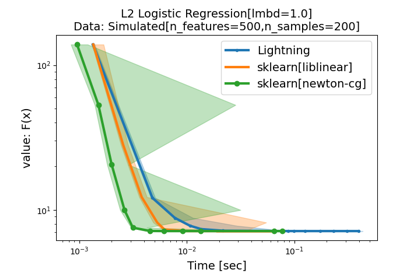 L2 Logistic Regression[lmbd=1.0]
Data: Simulated[n_features=500,n_samples=200]
Lightning
sklearn[liblinear]
sklearn[newton-cg]
value: F(x)
10²
10¹
10⁻³
10⁻²
10⁻¹
Time [sec]